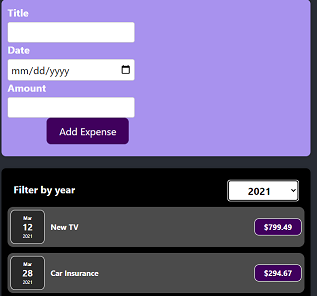 Title
Date
mm/dd/yyyy
Amount
Add Expense
Filter by year
2021
Mar
12
2021
New TV
$799.49
Mar
28
2021
Car Insurance
$294.67